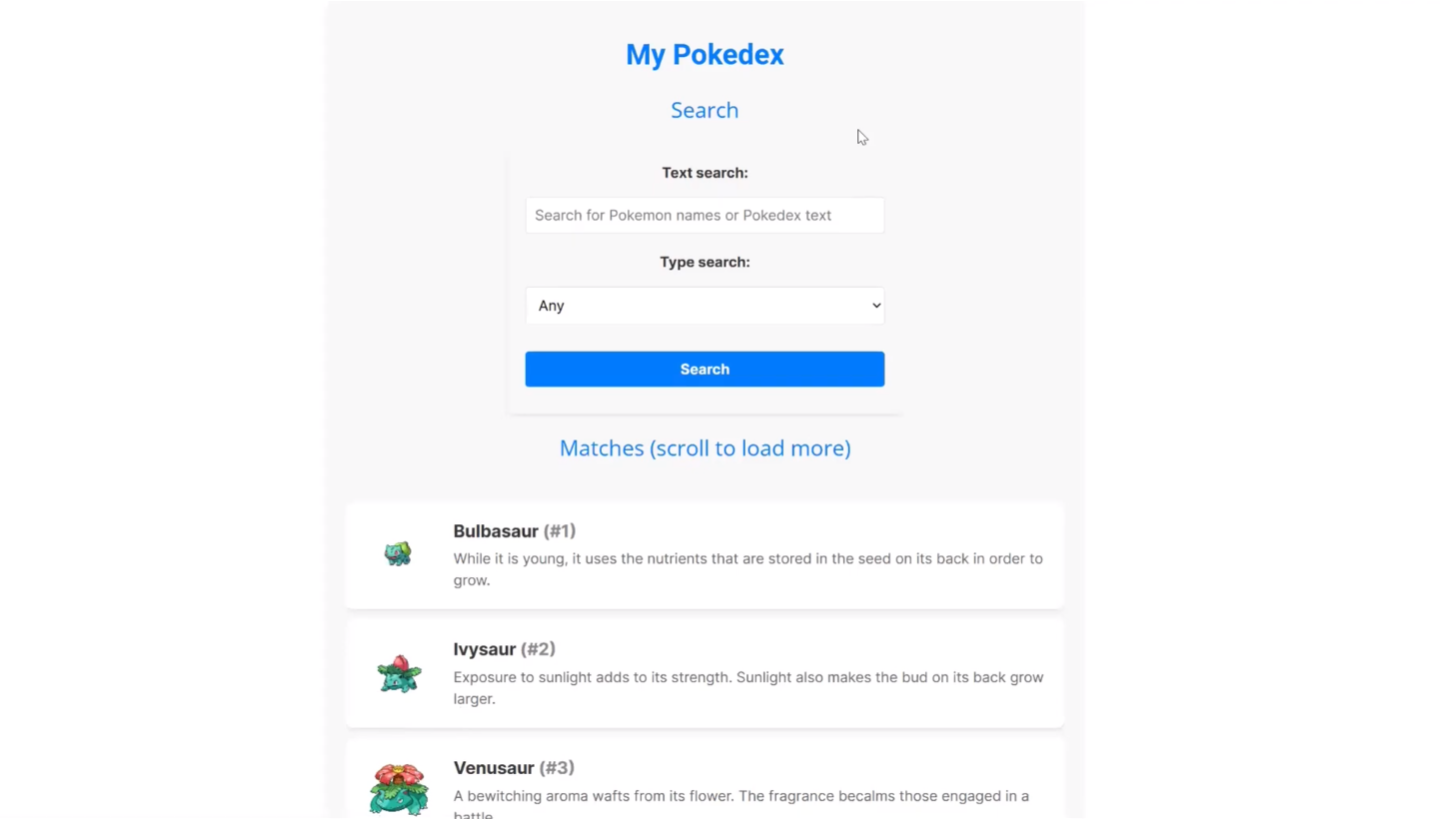 My Pokedex
Search
Text search:
Search for Pokemon names or Pokedex text
Type search:
Any
Search
Matches (scroll to load more)
Bulbasaur (#1)
While it is young, it uses the nutrients that are stored in the seed on its back in order to
grow.
Ivysaur (#2)
Exposure to sunlight adds to its strength. Sunlight also makes the bud on its back grow
larger.
Venusaur (#3)
A bewitching aroma wafts from its flower. The fragrance becalms those engaged in a
battle.